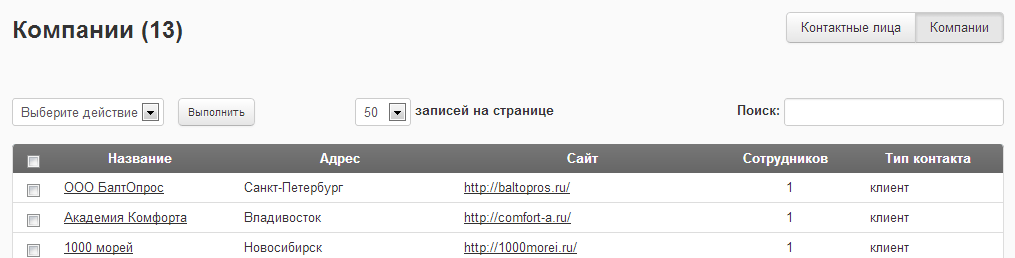 Компании (13)
Контактные лица Компании
Выберите действие Выполнить 50 записей на странице Поиск:
Название Адрес Сайт Сотрудников Тип контакта
ООО БалтОпрос Санкт-Петербург http://baltopros.ru/ 1 клиент
Академия Комфорта Владивосток http://comfort-a.ru/ 1 клиент
1000 морей Новосибирск http://1000morei.ru/ 1 клиент